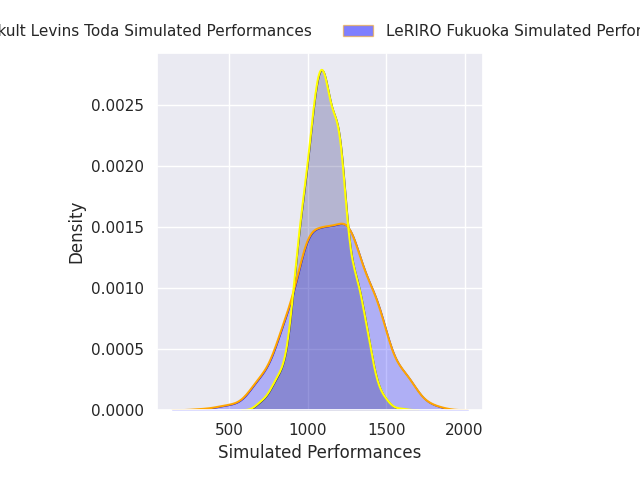 kult Levins Toda Simulated Performances
LeRIRO Fukuoka Simulated Perfor
0.0025
0.0020
0.0015
0.0010
0.0005
0.0000
Density
500 1000 1500 2000
Simulated Performances